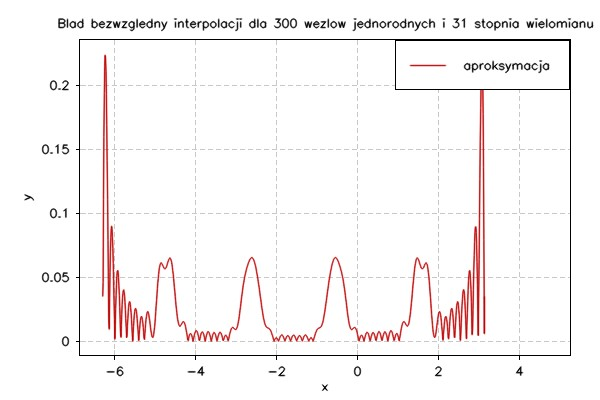 Blad bezwzgledny interpolacji dla 300 wezlow jednorodnych i 31 stopnia wielomianu
aproksymacja
0.2
0.15
0.1
0.05
0
y
-6 -4 -2 0 2 4
x